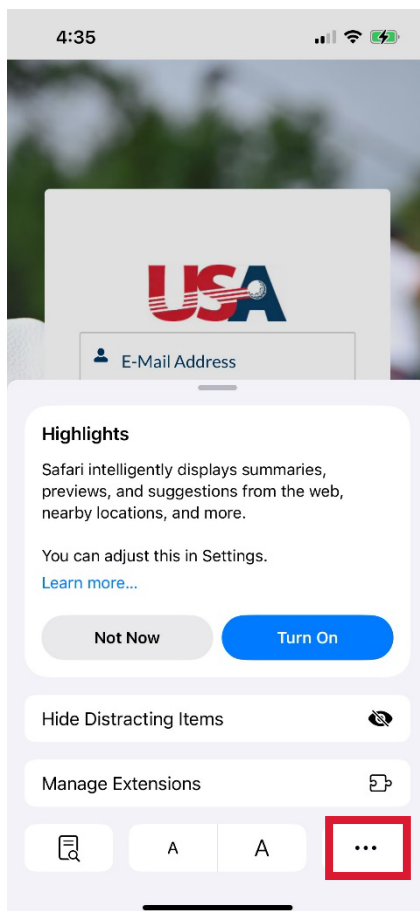 4:35
USA
E-Mail Address
Highlights
Safari intelligently displays summaries,
previews, and suggestions from the web,
nearby locations, and more.
You can adjust this in Settings.
Learn more...
Not Now
Turn On
Hide Distracting Items
Manage Extensions
A
A